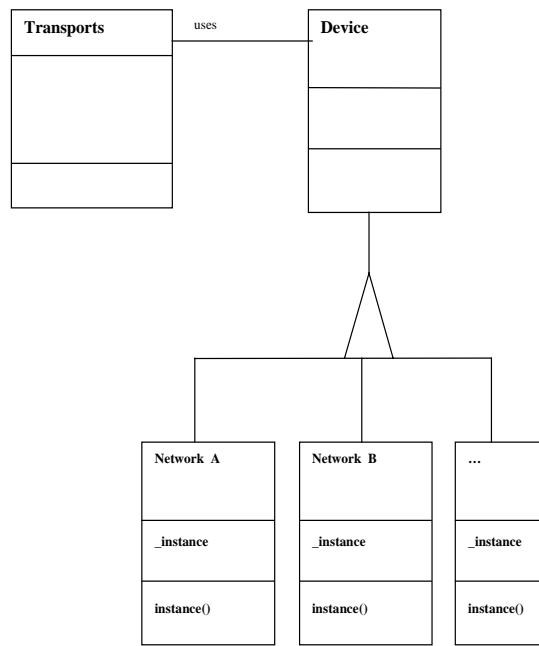 Transports
uses
Device
Network A
Network B
...
_instance
_instance
_instance
instance()
instance()
instance()